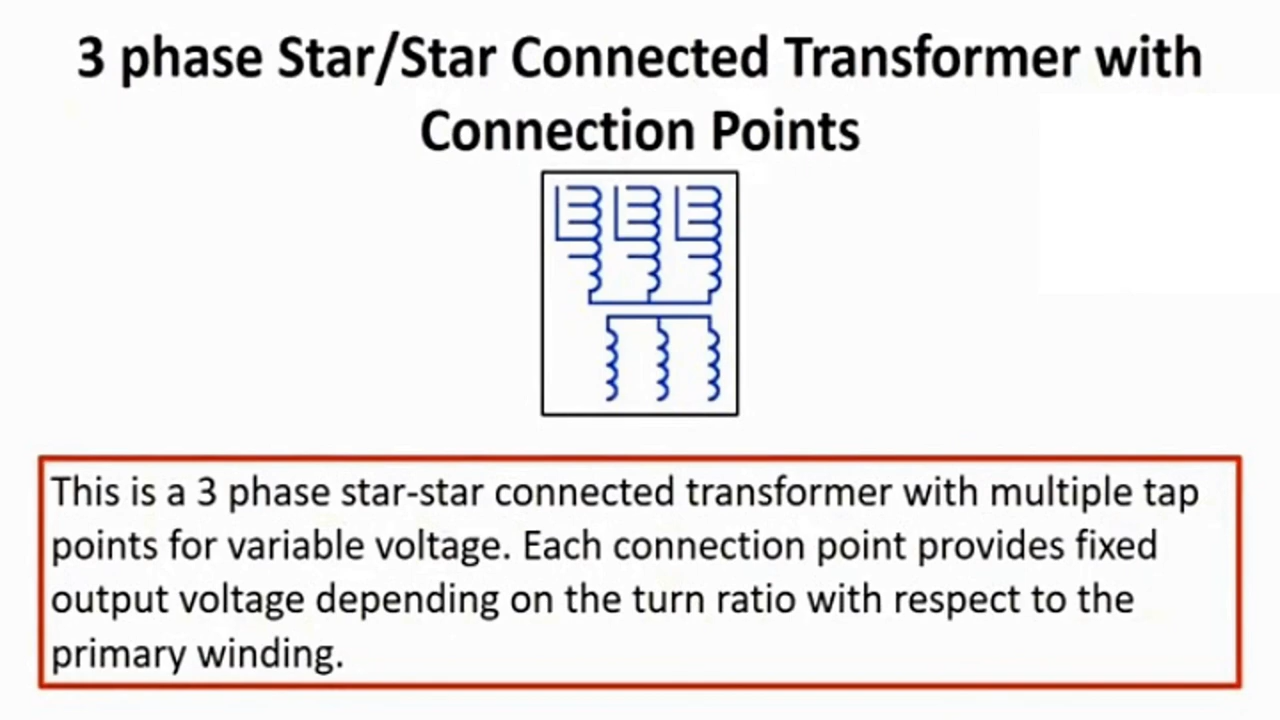 3 phase Star/Star Connected Transformer with
Connection Points
This is a 3 phase star-star connected transformer with multiple tap
points for variable voltage. Each connection point provides fixed
output voltage depending on the turn ratio with respect to the
primary winding.